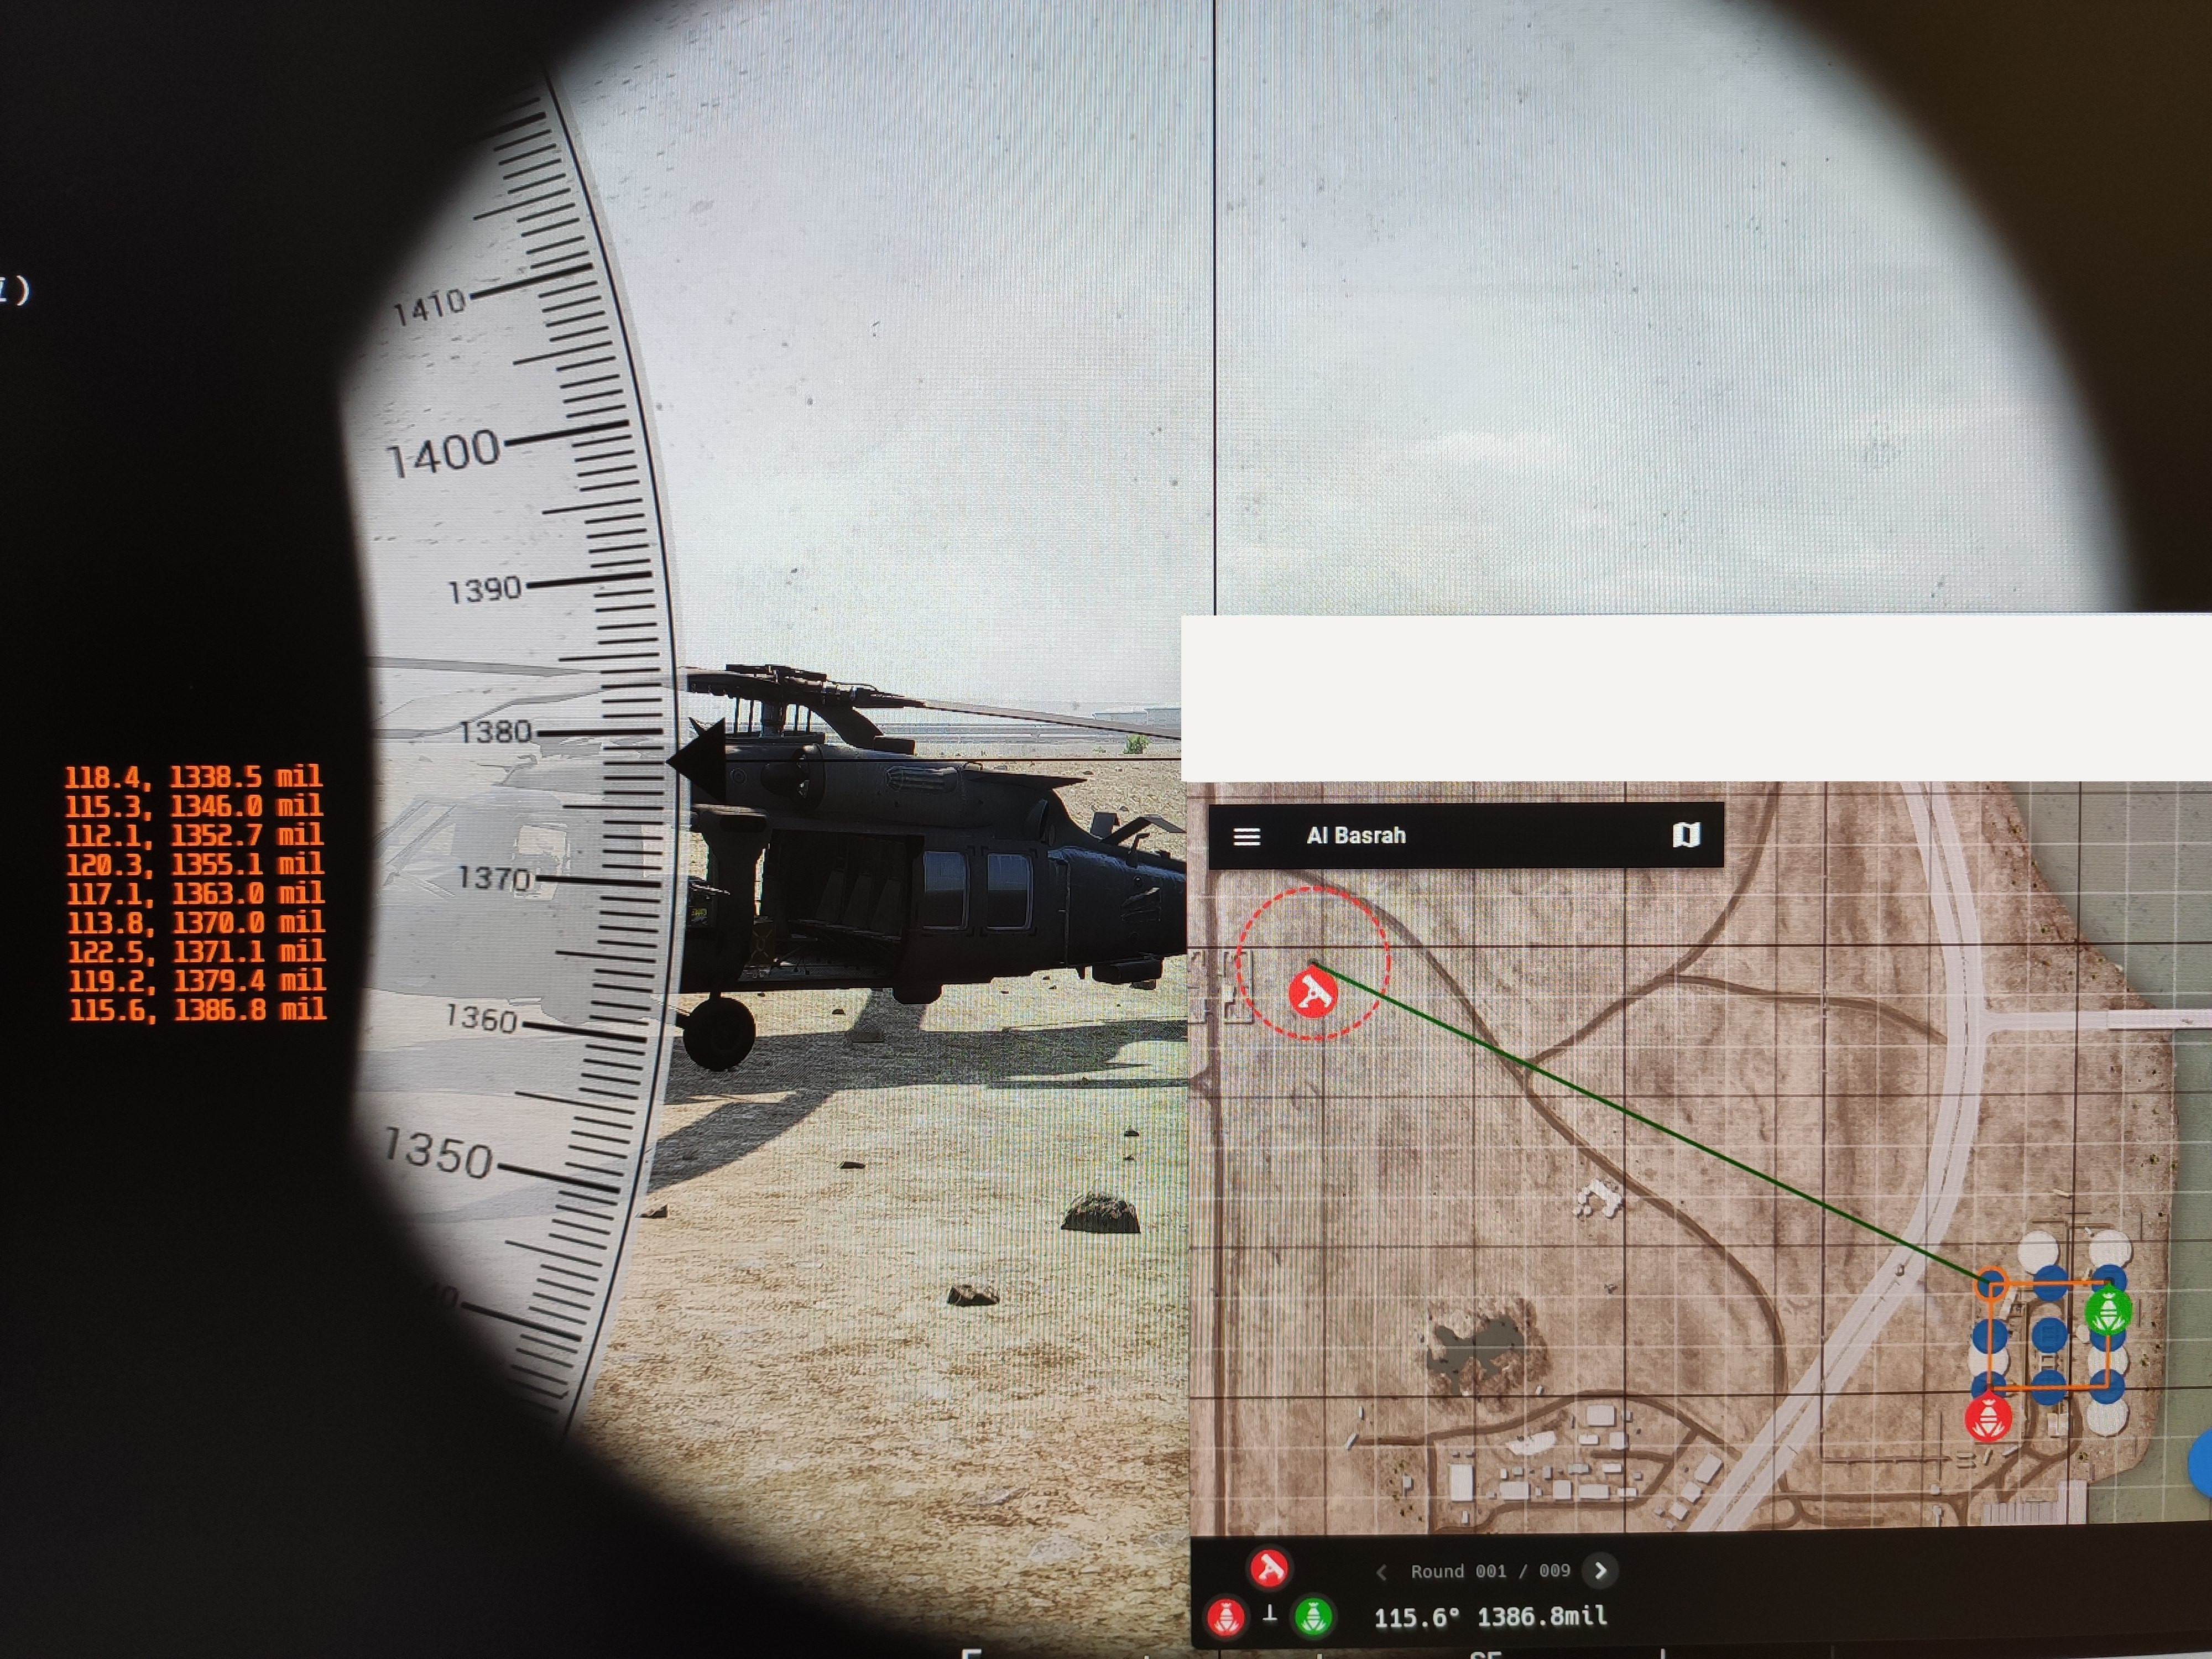 1410
1400
1390
1380
1370
1360
1350
118.4, 1338.5 mil
115.3, 1346.0 mil
112.1, 1352.7 mil
120.3, 1355.1 mil
117.1, 1363.0 mil
113.8, 1370.0 mil
122.5, 1371.1 mil
119.2, 1379.4 mil
115.6, 1386.8 mil
Al Basrah
Round 001 / 009
115.6° 1386.8mil